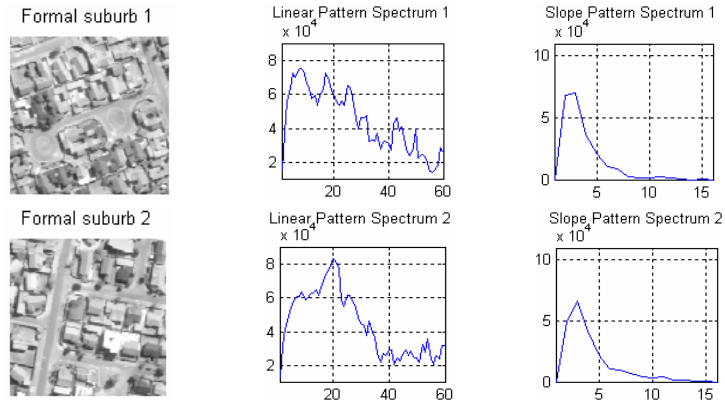 Formal suburb 1
Linear Pattern Spectrum 1
x 10^4
8
6
4
2
20 40 60
Slope Pattern Spectrum 1
x 10^4
10
5
0
5 10 15
Formal suburb 2
Linear Pattern Spectrum 2
x 10^4
8
6
4
2
20 40 60
Slope Pattern Spectrum 2
x 10^4
10
5
0
5 10 15